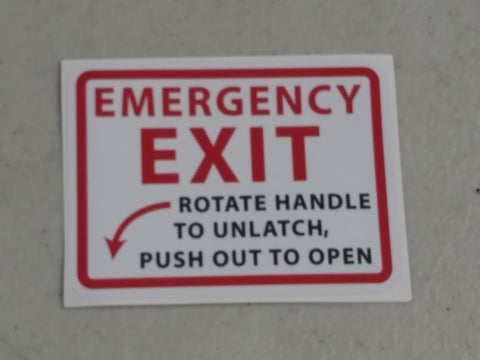 EMERGENCY
EXIT
ROTATE HANDLE
TO UNLATCH,
PUSH OUT TO OPEN